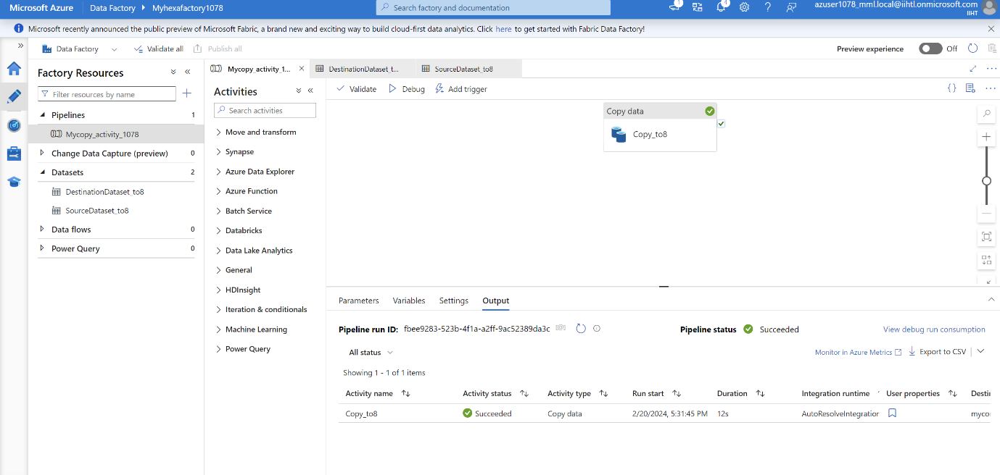 Microsoft Azure
Data Factory
Myhexafactory1078
Search factory and documentation
1
4
azuser1078_mml.local@iihtl.onmicrosoft.com
IIHT
Microsoft recently announced the public preview of Microsoft Fabric, a brand new and exciting way to build cloud-first data analytics. Click here to get started with Fabric Data Factory!
Data Factory
Validate all
Publish all
Preview experience
Off
Factory Resources
Filter resources by name
Pipelines 1
Mycopy_activity_1078
Change Data Capture (preview) 0
Datasets 2
DestinationDataset_to8
SourceDataset_to8
Data flows 0
Power Query 0
Mycopy_activity_1...
DestinationDataset_t...
SourceDataset_to8
Activities
Search activities
Move and transform
Synapse
Azure Data Explorer
Azure Function
Batch Service
Databricks
Data Lake Analytics
General
HDInsight
Iteration & conditionals
Machine Learning
Power Query
Validate
Debug
Add trigger
Copy data
Copy_to8
Parameters
Variables
Settings
Output
Pipeline run ID: fbee9283-523b-4f1a-a2ff-9ac52389da3c
Pipeline status Succeeded
View debug run consumption
All status
Monitor in Azure Metrics
Export to CSV
Showing 1 - 1 of 1 items
Activity name Activity status Activity type Run start Duration Integration runtime User properties Destin
Copy_to8 Succeeded Copy data 2/20/2024, 5:31:45 PM 12s AutoResolveIntegration myco